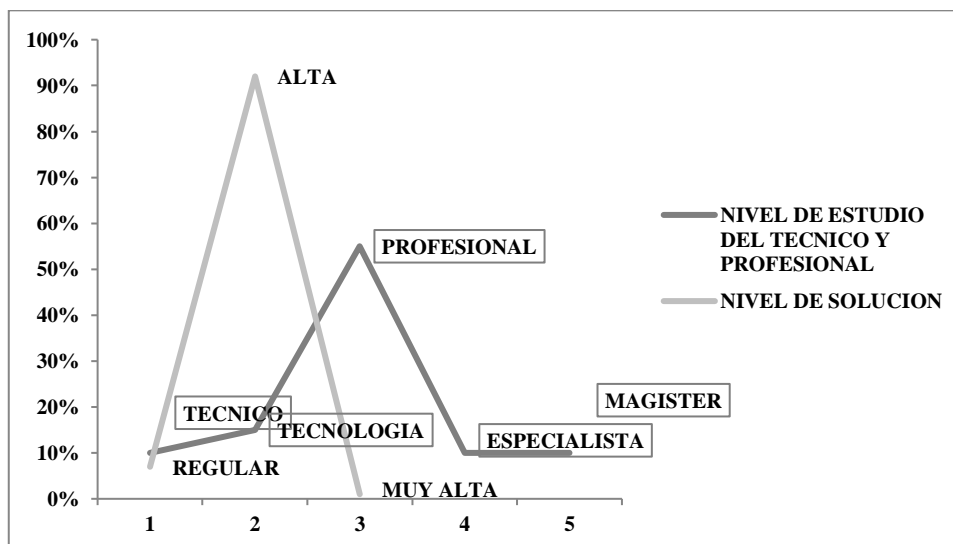 100%
90%
80%
70%
60%
50%
40%
30%
20%
10%
0%
ALTA
PROFESIONAL
TECNICO
TECNOLOGIA
REGULAR
MUY ALTA
ESPECIALISTA
MAGISTER
1 2 3 4 5
NIVEL DE ESTUDIO
DEL TECNICO Y
PROFESIONAL
NIVEL DE SOLUCION